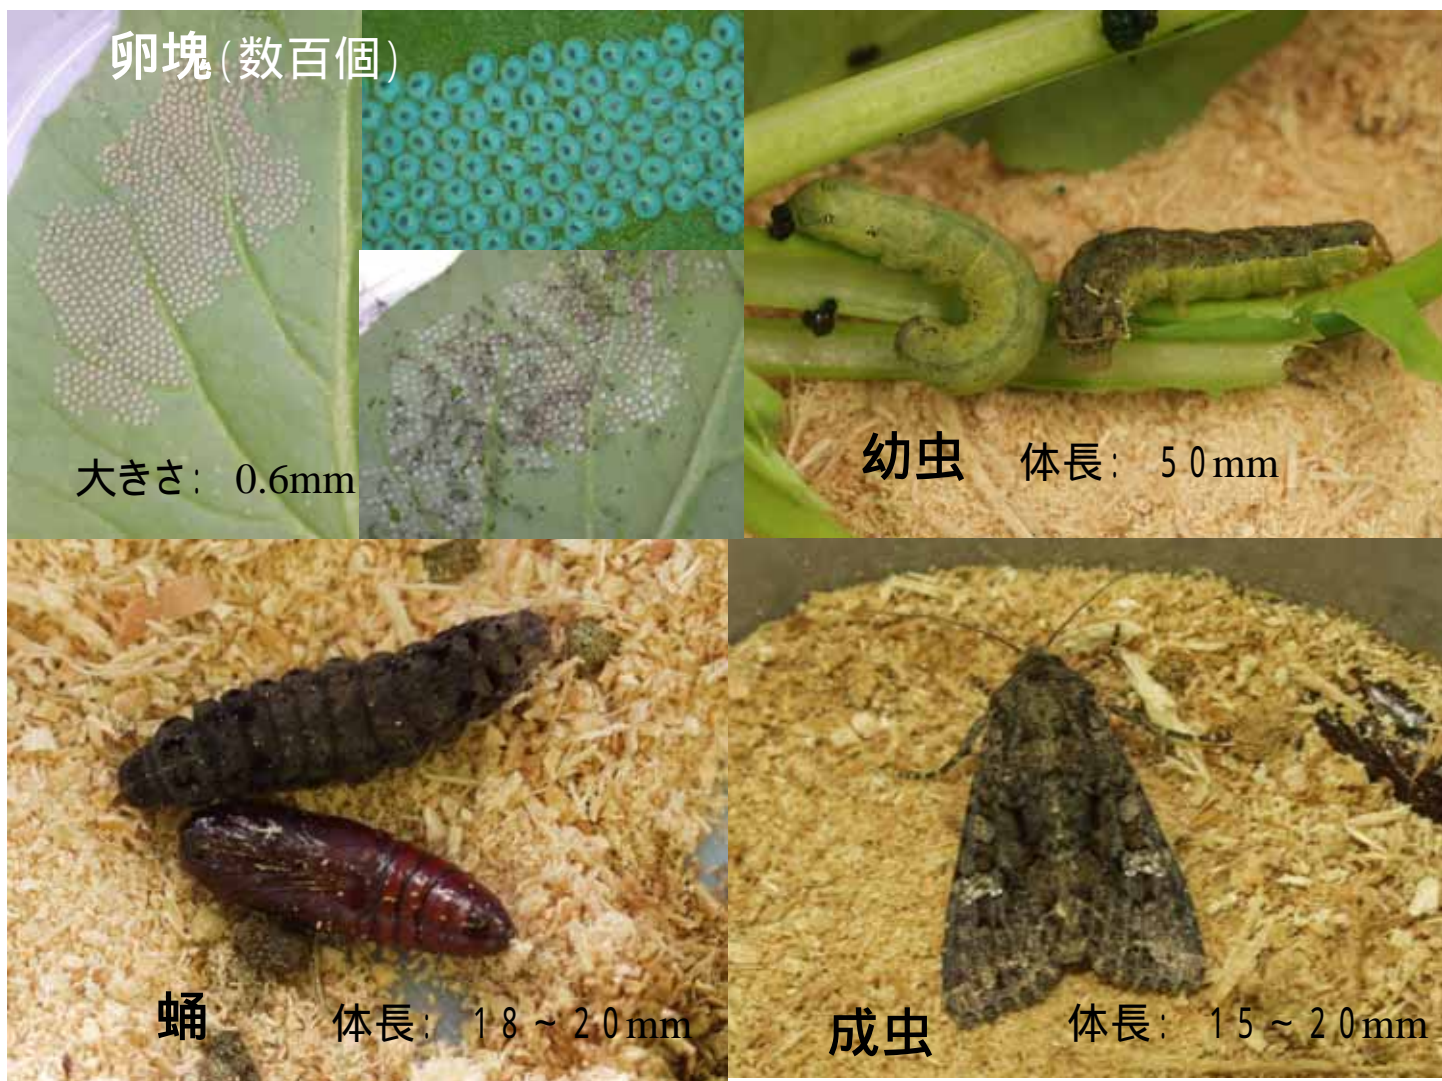 卵塊(数百個)
大きさ: 0.6mm
幼虫 体長: 50mm
蛹 体長: 18~20mm
成虫 体長: 15~20mm